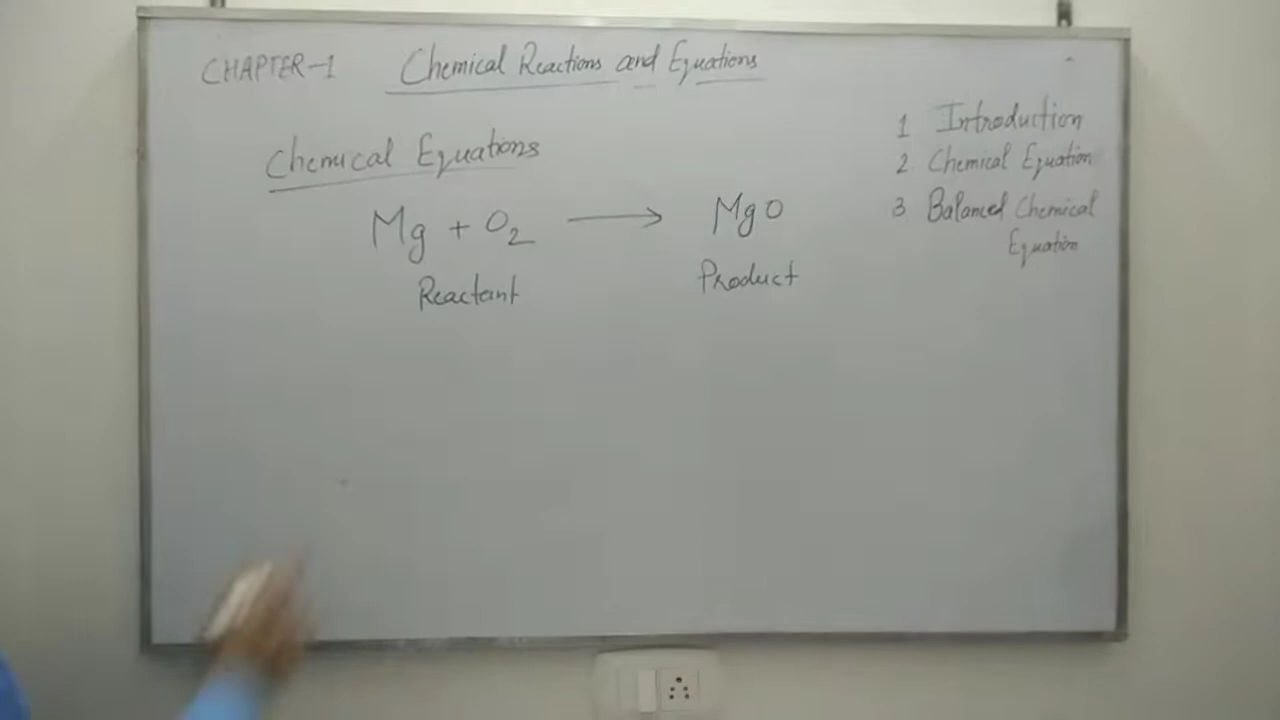 CHAPTER-1 Chemical Reactions and Equations
Chemical Equations
Mg + O₂ ⟶ MgO
Reactant Product
1 Introduction
2. Chemical Equation
3 Balanced Chemical
Equation